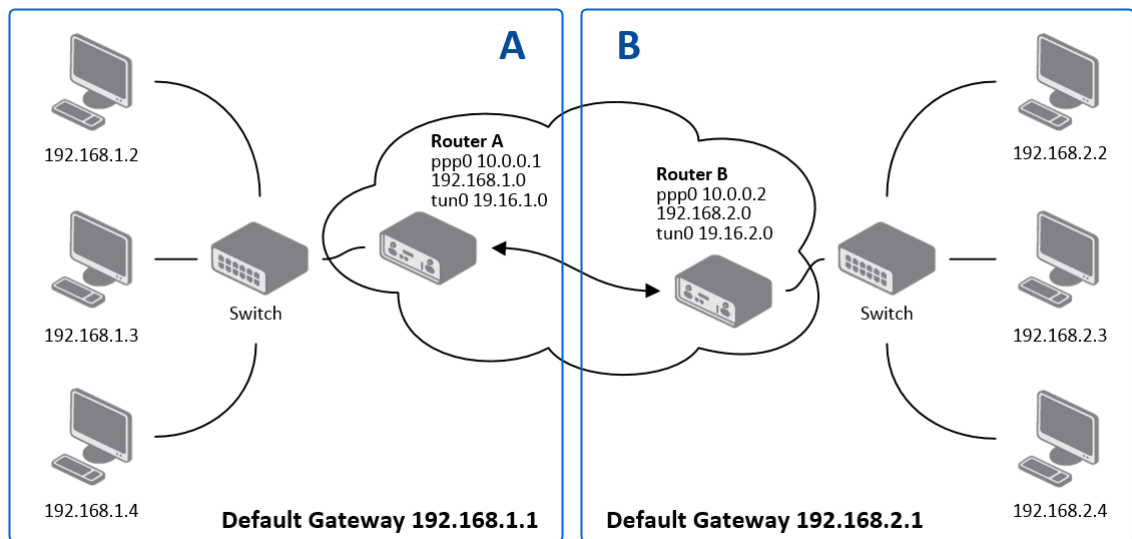 A
B
192.168.1.2
192.168.1.3
192.168.1.4
Switch
Router A
ppp0 10.0.0.1
192.168.1.0
tun0 19.16.1.0
Default Gateway 192.168.1.1
Router B
ppp0 10.0.0.2
192.168.2.0
tun0 19.16.2.0
Switch
192.168.2.2
192.168.2.3
192.168.2.4
Default Gateway 192.168.2.1